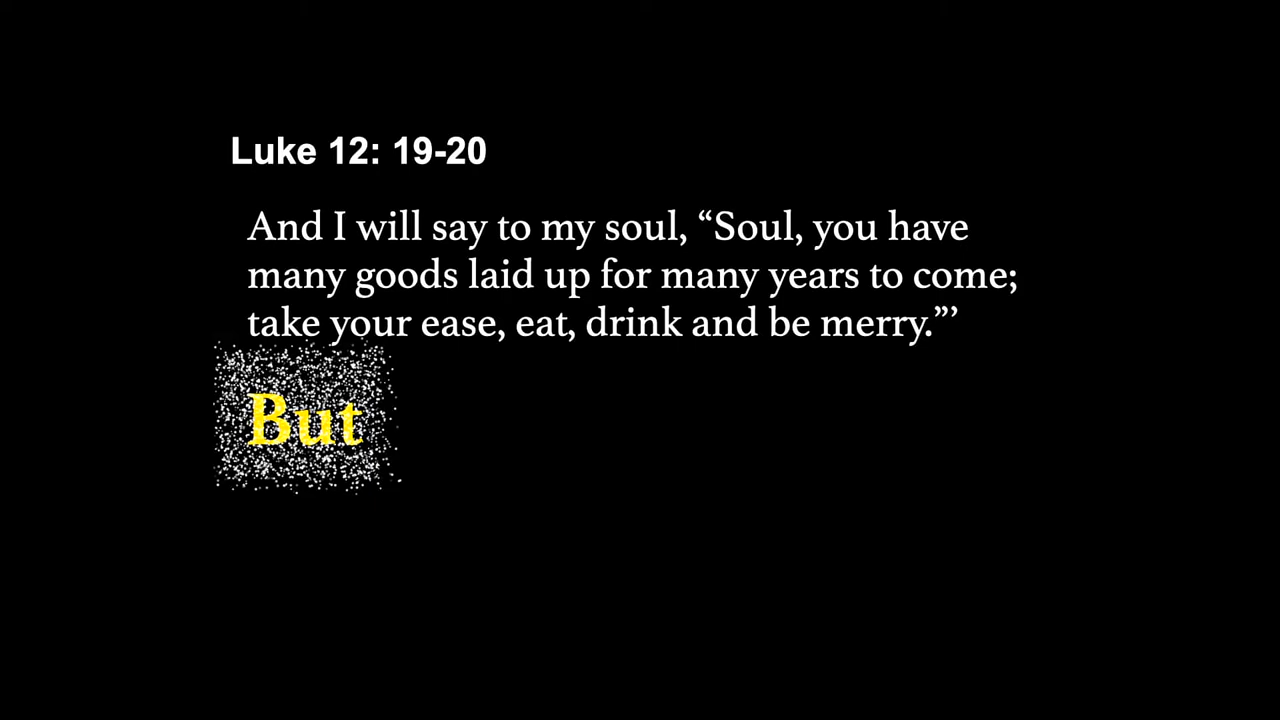 Luke 12: 19-20
And I will say to my soul, “Soul, you have
many goods laid up for many years to come;
take your ease, eat, drink and be merry.”’
But